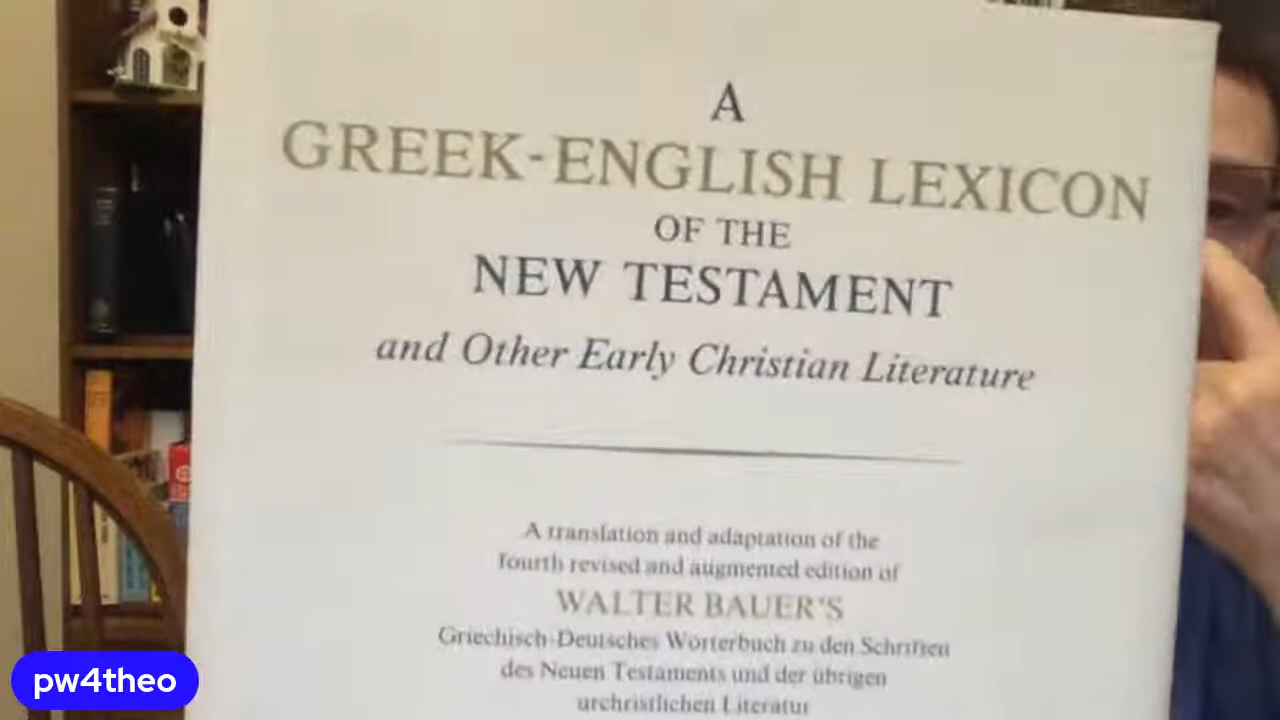 A
GREEK-ENGLISH LEXICON
OF THE
NEW TESTAMENT
and Other Early Christian Literature
A translation and adaptation of the
fourth revised and augmented edition of
WALTER BAUER'S
Griechisch-Deutsches Wörterbuch zu den Schriften
des Neuen Testaments und der übrigen
urchristlichen Literatur
pw4theo